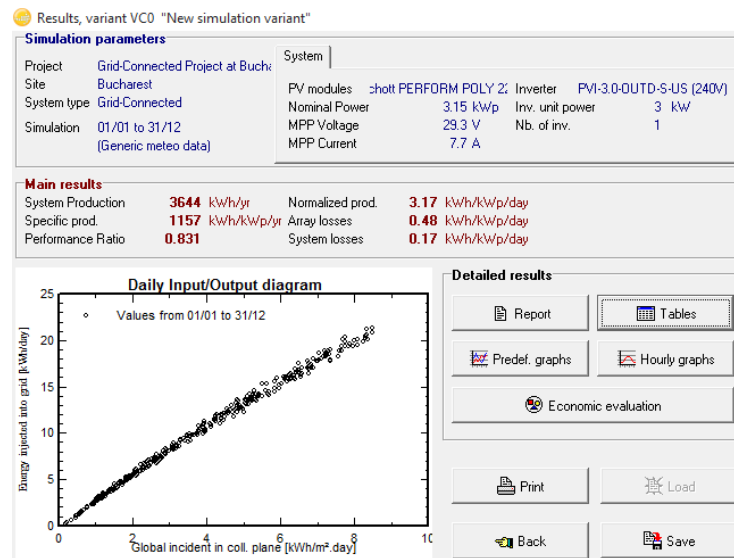 Results, variant VC0 "New simulation variant"
Simulation parameters
Project Grid-Connected Project at Bucha
Site Bucharest
System type Grid-Connected
Simulation 01/01 to 31/12
(Generic meteo data)
System
PV modules chott PERFORM POLY 22 Inverter PVI-3.0-OUTD-S-US (240V)
Nominal Power 3.15 kWp Inv. unit power 3 kW
MPP Voltage 29.3 V Nb. of inv. 1
MPP Current 7.7 A
Main results
System Production 3644 kWh/yr Normalized prod. 3.17 kWh/kWp/day
Specific prod. 1157 kWh/kWp/yr Array losses 0.48 kWh/kWp/day
Performance Ratio 0.831 System losses 0.17 kWh/kWp/day
Daily Input/Output diagram
Values from 01/01 to 31/12
Energy injected into grid [kWh/day]
25
20
15
10
5
0
0 2 4 6 8 10
Global incident in coll. plane [kWh/m².day]
Detailed results
Report Tables
Predef. graphs Hourly graphs
Economic evaluation
Print Load
Back Save